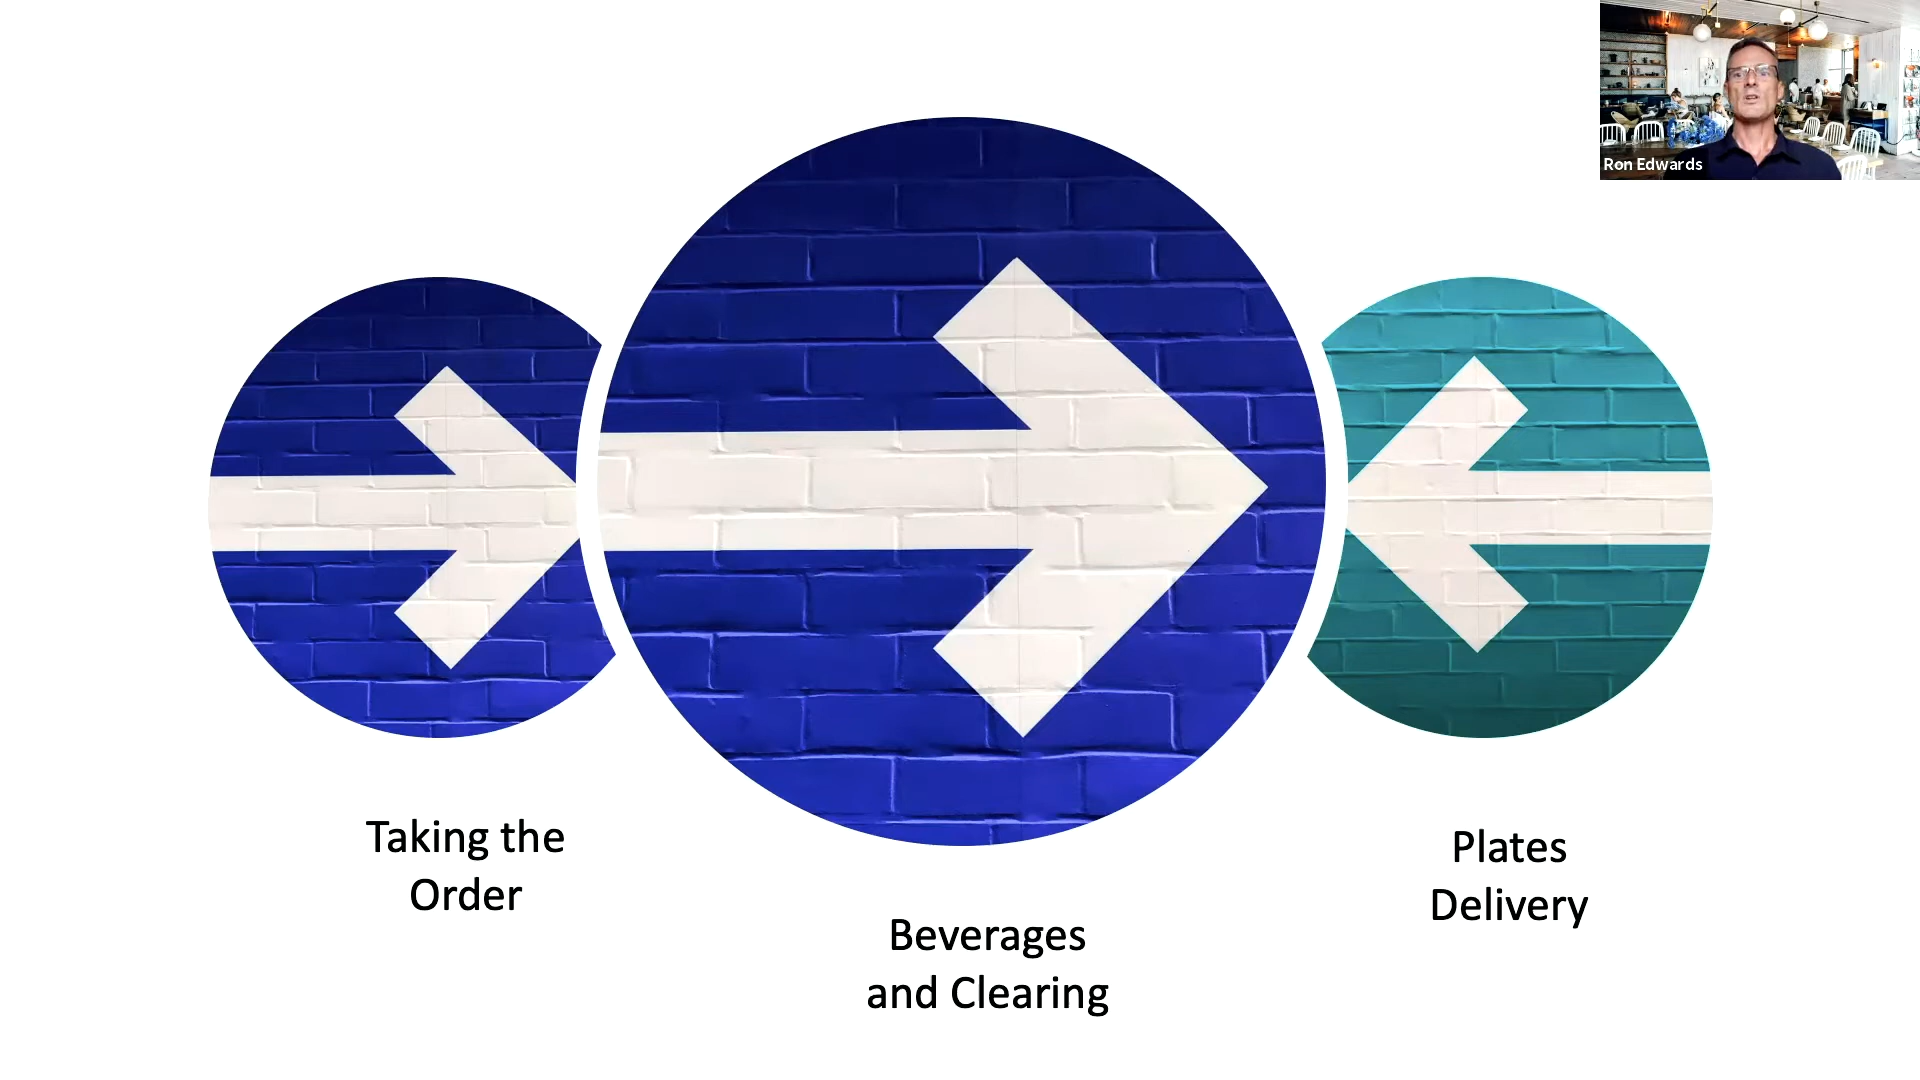 Ron Edwards
Taking the
Order
Beverages
and Clearing
Plates
Delivery